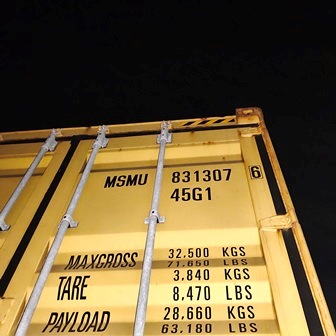 MSMU 831307 6
45G1
MAXGROSS 32,500 KGS
71,650 LBS
TARE 3,840 KGS
8,470 LBS
PAYLOAD 28,660 KGS
63,180 LBS